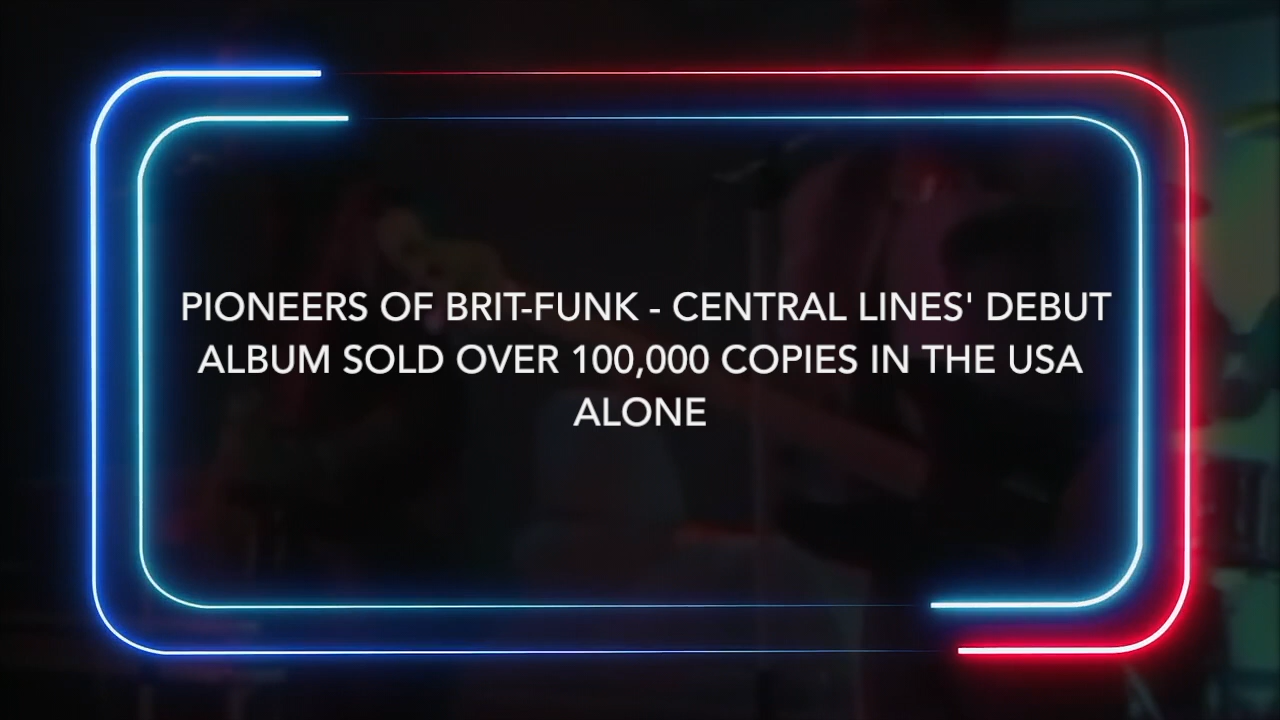 PIONEERS OF BRIT-FUNK - CENTRAL LINES' DEBUT
ALBUM SOLD OVER 100,000 COPIES IN THE USA
ALONE